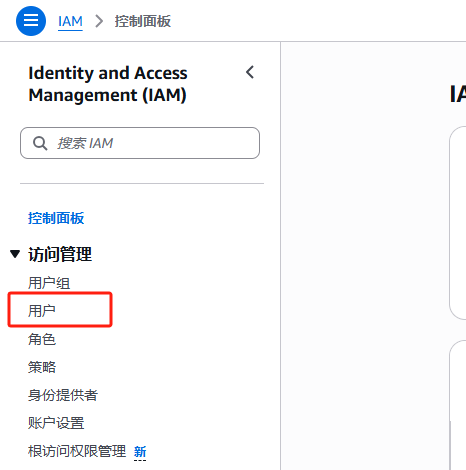 IAM > 控制面板
Identity and Access
Management (IAM)
IA
搜索 IAM
控制面板
访问管理
用户组
用户
角色
策略
身份提供者
账户设置
根访问权限管理 新